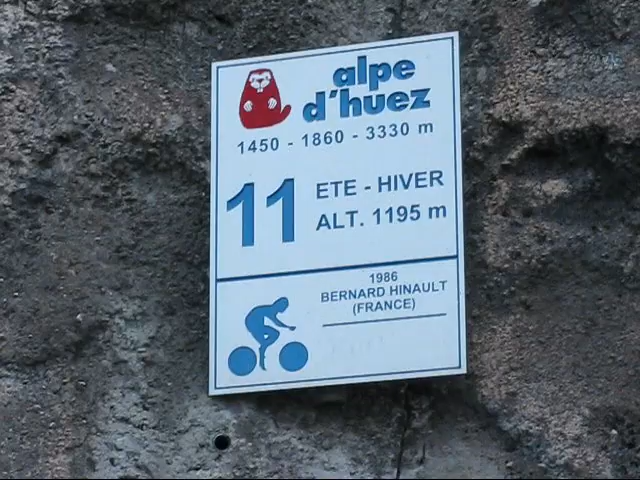 alpe
d'huez
1450 - 1860 - 3330 m
11
ETE - HIVER
ALT. 1195 m
1986
BERNARD HINAULT
(FRANCE)